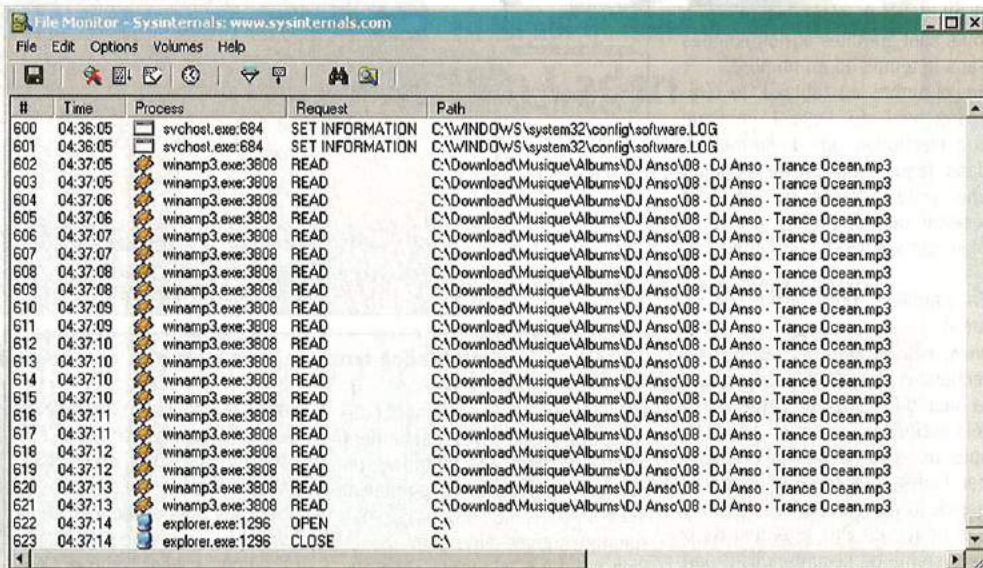 File Monitor - Sysinternals: www.sysinternals.com
File Edit Options Volumes Help
# Time Process Request Path
600 04:36:05 svchost.exe:684 SET INFORMATION C:\WINDOWS\system32\config\software.LOG
601 04:36:05 svchost.exe:684 SET INFORMATION C:\WINDOWS\system32\config\software.LOG
602 04:37:05 winamp3.exe:3808 READ C:\Download\Musique\Albums\DJ Anso\08 - DJ Anso - Trance Ocean.mp3
603 04:37:05 winamp3.exe:3808 READ C:\Download\Musique\Albums\DJ Anso\08 - DJ Anso - Trance Ocean.mp3
604 04:37:06 winamp3.exe:3808 READ C:\Download\Musique\Albums\DJ Anso\08 - DJ Anso - Trance Ocean.mp3
605 04:37:06 winamp3.exe:3808 READ C:\Download\Musique\Albums\DJ Anso\08 - DJ Anso - Trance Ocean.mp3
606 04:37:07 winamp3.exe:3808 READ C:\Download\Musique\Albums\DJ Anso\08 - DJ Anso - Trance Ocean.mp3
607 04:37:07 winamp3.exe:3808 READ C:\Download\Musique\Albums\DJ Anso\08 - DJ Anso - Trance Ocean.mp3
608 04:37:08 winamp3.exe:3808 READ C:\Download\Musique\Albums\DJ Anso\08 - DJ Anso - Trance Ocean.mp3
609 04:37:08 winamp3.exe:3808 READ C:\Download\Musique\Albums\DJ Anso\08 - DJ Anso - Trance Ocean.mp3
610 04:37:09 winamp3.exe:3808 READ C:\Download\Musique\Albums\DJ Anso\08 - DJ Anso - Trance Ocean.mp3
611 04:37:09 winamp3.exe:3808 READ C:\Download\Musique\Albums\DJ Anso\08 - DJ Anso - Trance Ocean.mp3
612 04:37:10 winamp3.exe:3808 READ C:\Download\Musique\Albums\DJ Anso\08 - DJ Anso - Trance Ocean.mp3
613 04:37:10 winamp3.exe:3808 READ C:\Download\Musique\Albums\DJ Anso\08 - DJ Anso - Trance Ocean.mp3
614 04:37:10 winamp3.exe:3808 READ C:\Download\Musique\Albums\DJ Anso\08 - DJ Anso - Trance Ocean.mp3
615 04:37:10 winamp3.exe:3808 READ C:\Download\Musique\Albums\DJ Anso\08 - DJ Anso - Trance Ocean.mp3
616 04:37:11 winamp3.exe:3808 READ C:\Download\Musique\Albums\DJ Anso\08 - DJ Anso - Trance Ocean.mp3
617 04:37:11 winamp3.exe:3808 READ C:\Download\Musique\Albums\DJ Anso\08 - DJ Anso - Trance Ocean.mp3
618 04:37:12 winamp3.exe:3808 READ C:\Download\Musique\Albums\DJ Anso\08 - DJ Anso - Trance Ocean.mp3
619 04:37:12 winamp3.exe:3808 READ C:\Download\Musique\Albums\DJ Anso\08 - DJ Anso - Trance Ocean.mp3
620 04:37:13 winamp3.exe:3808 READ C:\Download\Musique\Albums\DJ Anso\08 - DJ Anso - Trance Ocean.mp3
621 04:37:13 winamp3.exe:3808 READ C:\Download\Musique\Albums\DJ Anso\08 - DJ Anso - Trance Ocean.mp3
622 04:37:14 explorer.exe:1296 OPEN C:\
623 04:37:14 explorer.exe:1296 CLOSE C:\